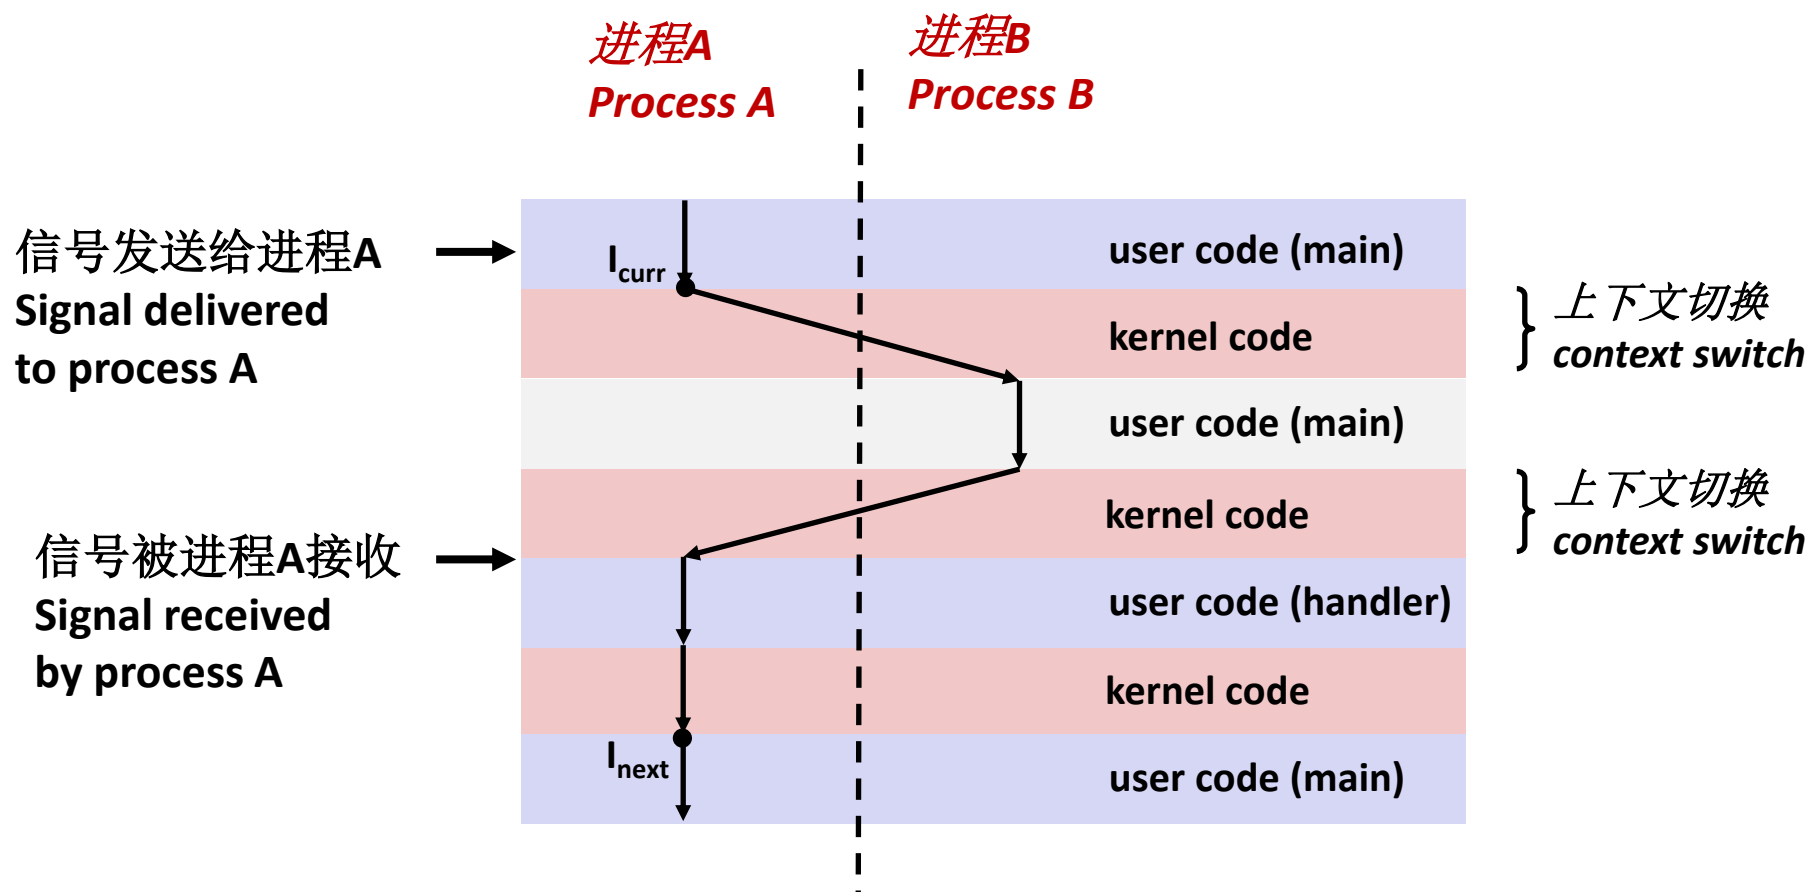 进程A
Process A
进程B
Process B
信号发送给进程A
Signal delivered
to process A
I curr
user code (main)
kernel code
上下文切换
context switch
user code (main)
kernel code
上下文切换
context switch
信号被进程A接收
Signal received
by process A
user code (handler)
kernel code
I next
user code (main)